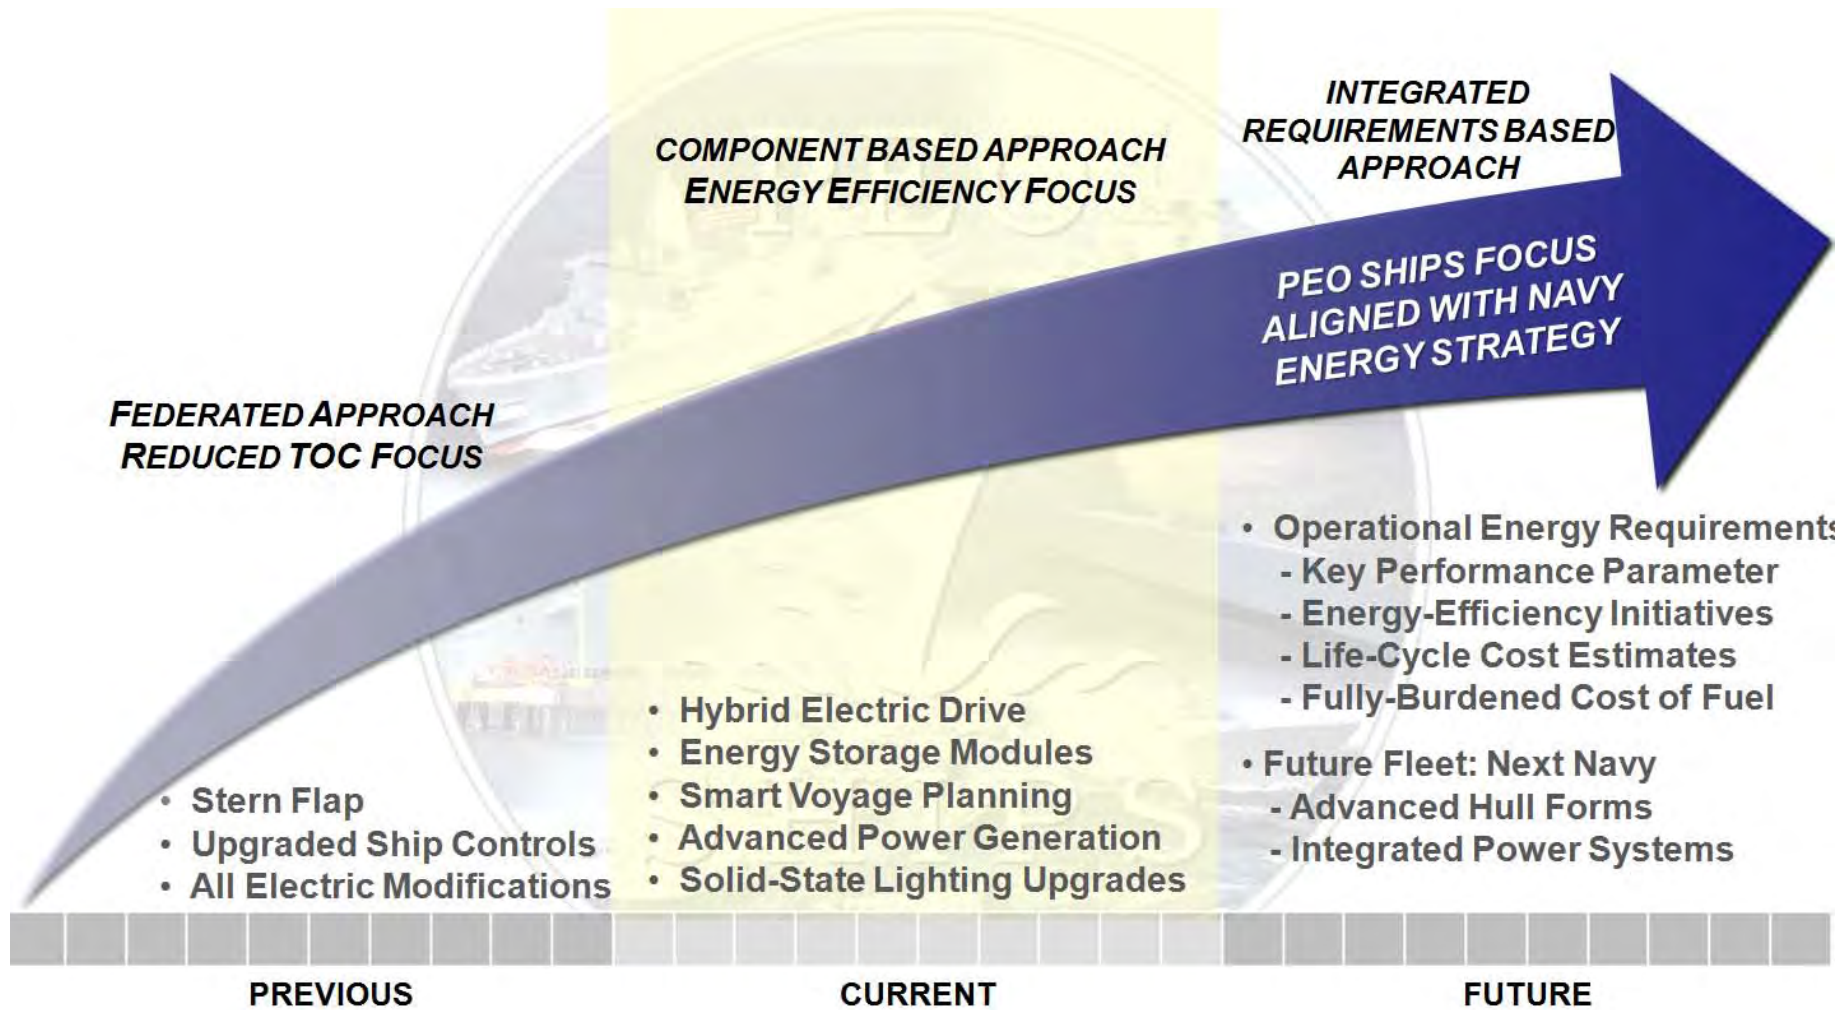 FEDERATED APPROACH
REDUCED TOC FOCUS
• Stern Flap
• Upgraded Ship Controls
• All Electric Modifications
COMPONENT BASED APPROACH
ENERGY EFFICIENCY FOCUS
• Hybrid Electric Drive
• Energy Storage Modules
• Smart Voyage Planning
• Advanced Power Generation
• Solid-State Lighting Upgrades
INTEGRATED
REQUIREMENTS BASED
APPROACH
PEO SHIPS FOCUS
ALIGNED WITH NAVY
ENERGY STRATEGY
• Operational Energy Requirements
- Key Performance Parameter
- Energy-Efficiency Initiatives
- Life-Cycle Cost Estimates
- Fully-Burdened Cost of Fuel
• Future Fleet: Next Navy
- Advanced Hull Forms
- Integrated Power Systems
PREVIOUS
CURRENT
FUTURE